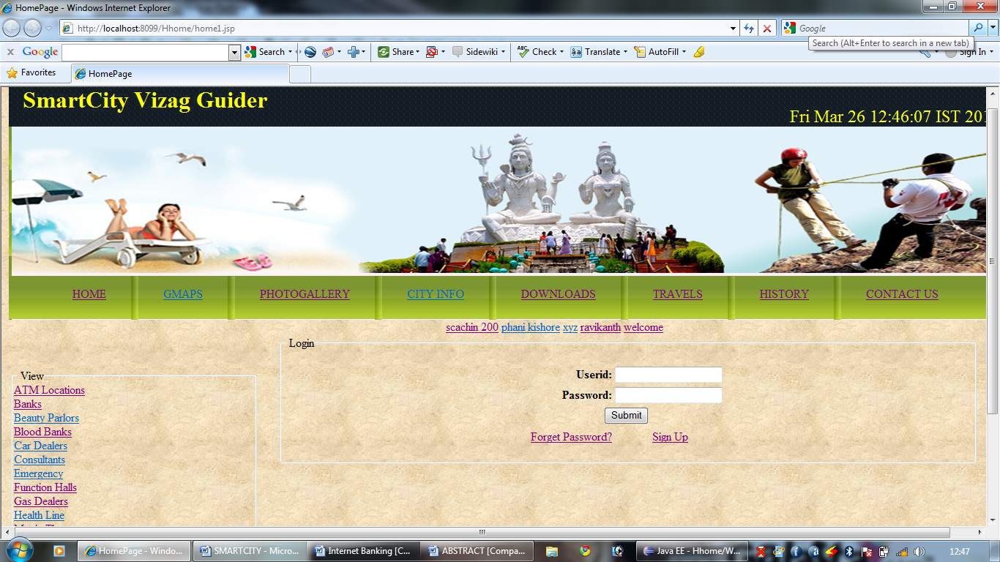 HomePage - Windows Internet Explorer
http://localhost:8099/Hhome/home1.jsp
Google
Search (Alt+Enter to search in a new tab)
x Google Search Share Sidewiki ABC Check Translate AutoFill Sign In
Favorites HomePage
SmartCity Vizag Guider
Fri Mar 26 12:46:07 IST 201
HOME GMAPS PHOTOGALLERY CITY INFO DOWNLOADS TRAVELS HISTORY CONTACT US
scachin 200 phani kishore xyz ravikanth welcome
Login
Userid:
Password:
Submit
Forget Password? Sign Up
View
ATM Locations
Banks
Beauty Parlors
Blood Banks
Car Dealers
Consultants
Emergency
Function Halls
Gas Dealers
Health Line
HomePage - Windo... SMARTCITY - Micro... Internet Banking [C... ABSTRACT [Compa... Java EE - Hhome/W... 12:47